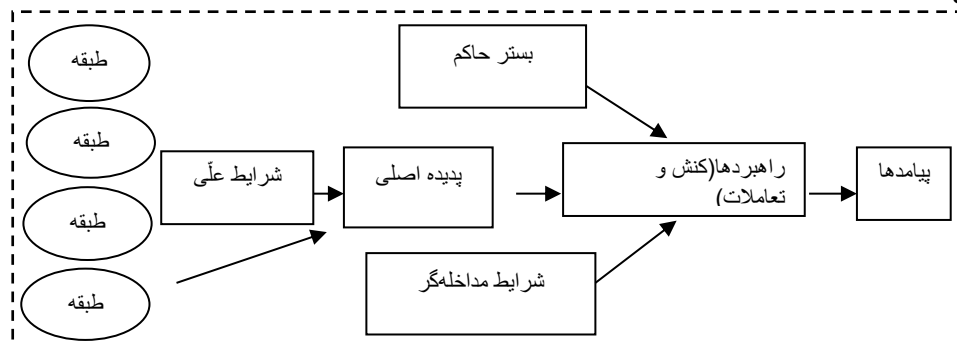 طبقه
طبقه
طبقه
طبقه
بستر حاکم
شرایط علّی
پدیده اصلی
راهبردها(کنش و
تعاملات)
پیامدها
شرایط مداخله‌گر